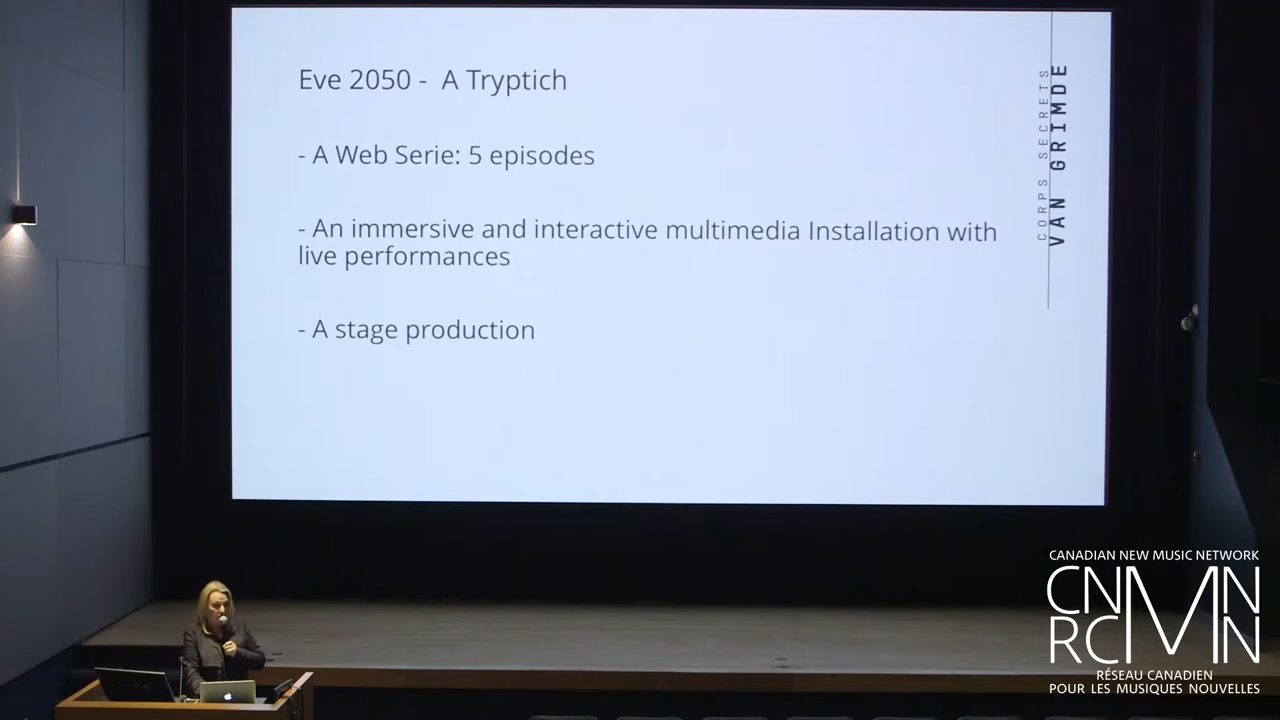 Eve 2050 - A Tryptich
- A Web Serie: 5 episodes
- An immersive and interactive multimedia Installation with
live performances
- A stage production
CORPS SECRETS
VAN GRIMDE
CANADIAN NEW MUSIC NETWORK
CNMN
RCMN
RÉSEAU CANADIEN
POUR LES MUSIQUES NOUVELLES